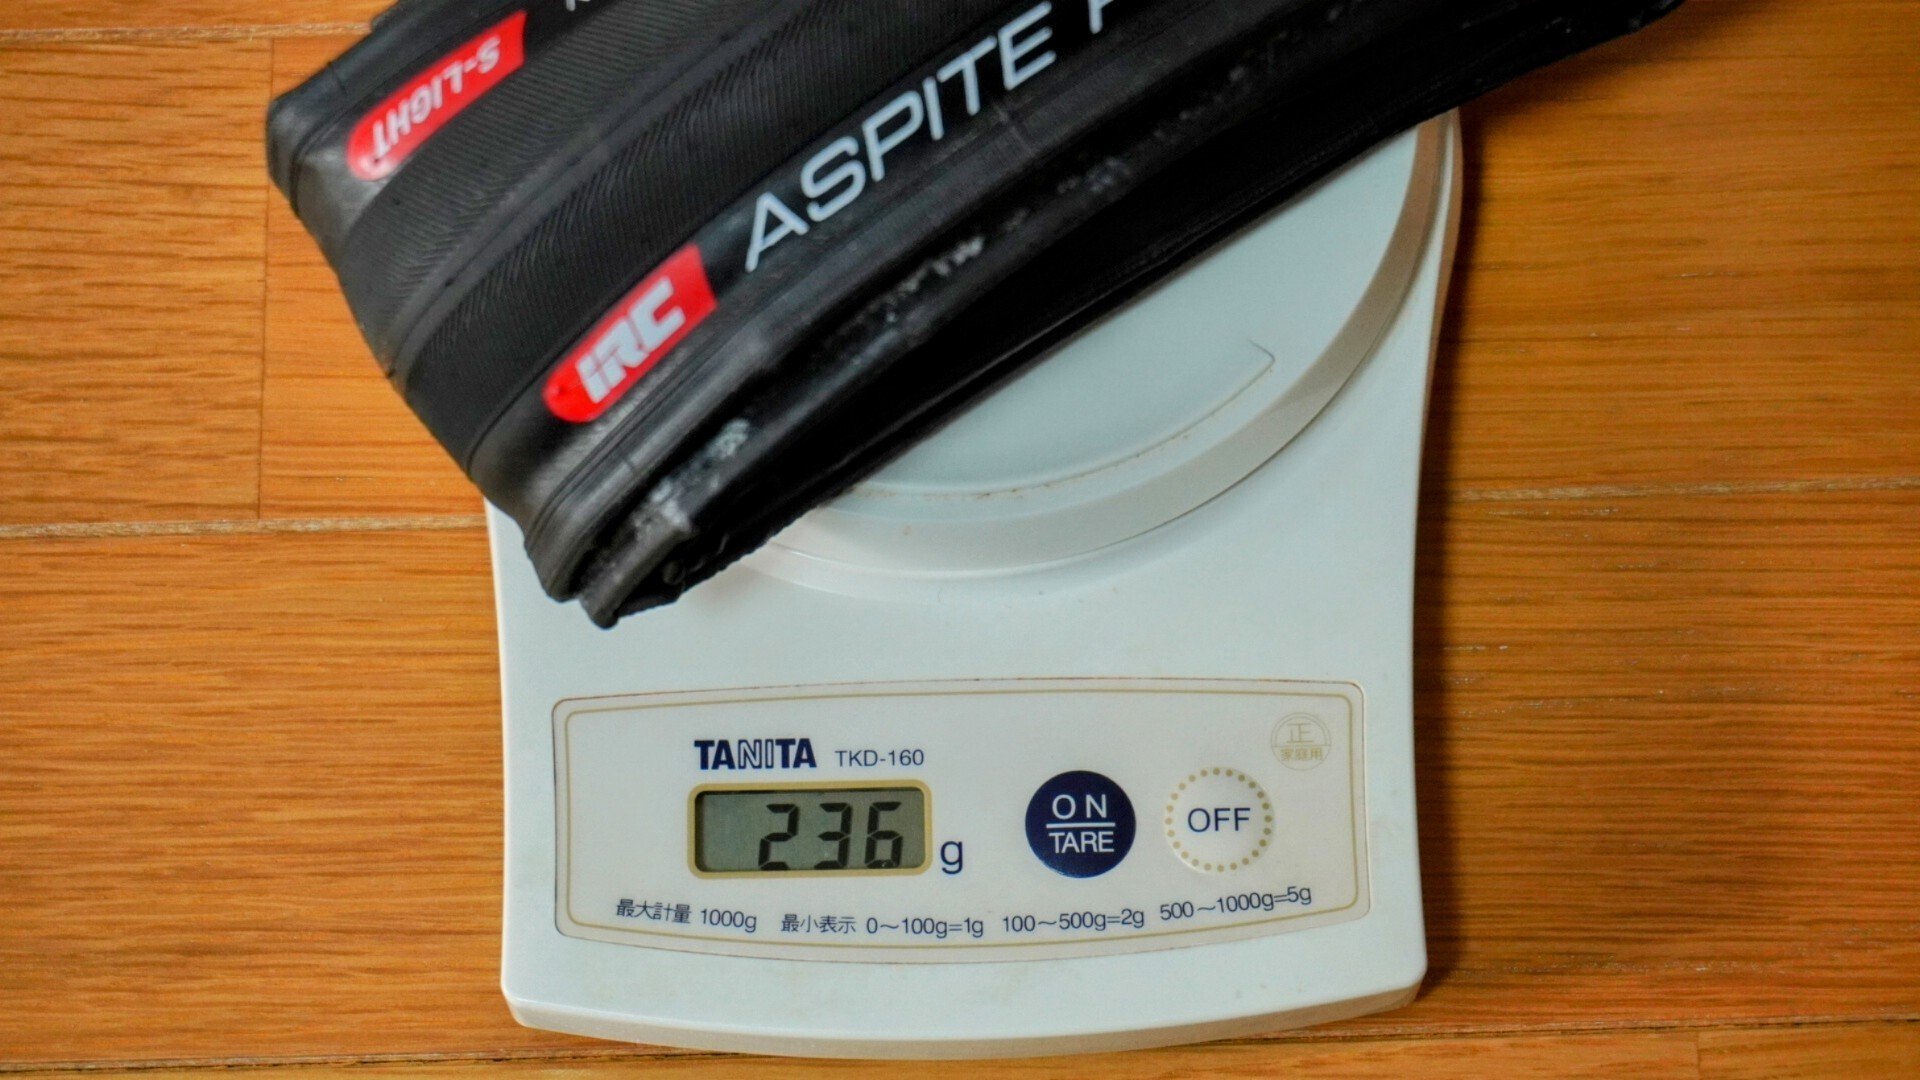 S-LIGHT
ASPITE
IRC
TANITA TKD-160
正
家庭用
236 g
ON
TARE
OFF
最大計量 1000g 最小表示 0～100g=1g 100～500g=2g 500～1000g=5g